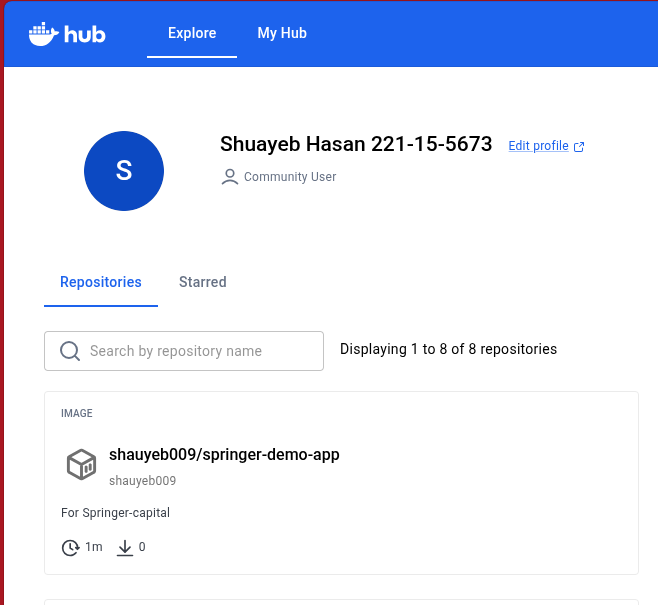 hub
Explore
My Hub
S
Shuayeb Hasan 221-15-5673
Edit profile
Community User
Repositories
Starred
Search by repository name
Displaying 1 to 8 of 8 repositories
IMAGE
shauyeb009/springer-demo-app
shauyeb009
For Springer-capital
1m
0